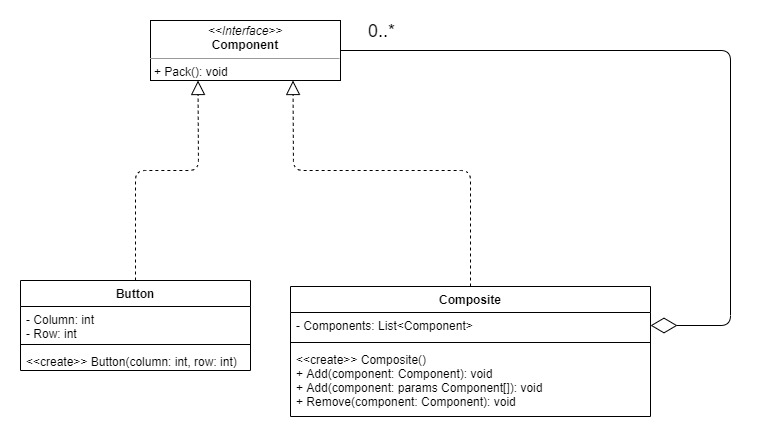 <<Interface>>
Component
0..*
+ Pack(): void
Button
- Column: int
- Row: int
<<create>> Button(column: int, row: int)
Composite
- Components: List<Component>
<<create>> Composite()
+ Add(component: Component): void
+ Add(component: params Component[]): void
+ Remove(component: Component): void